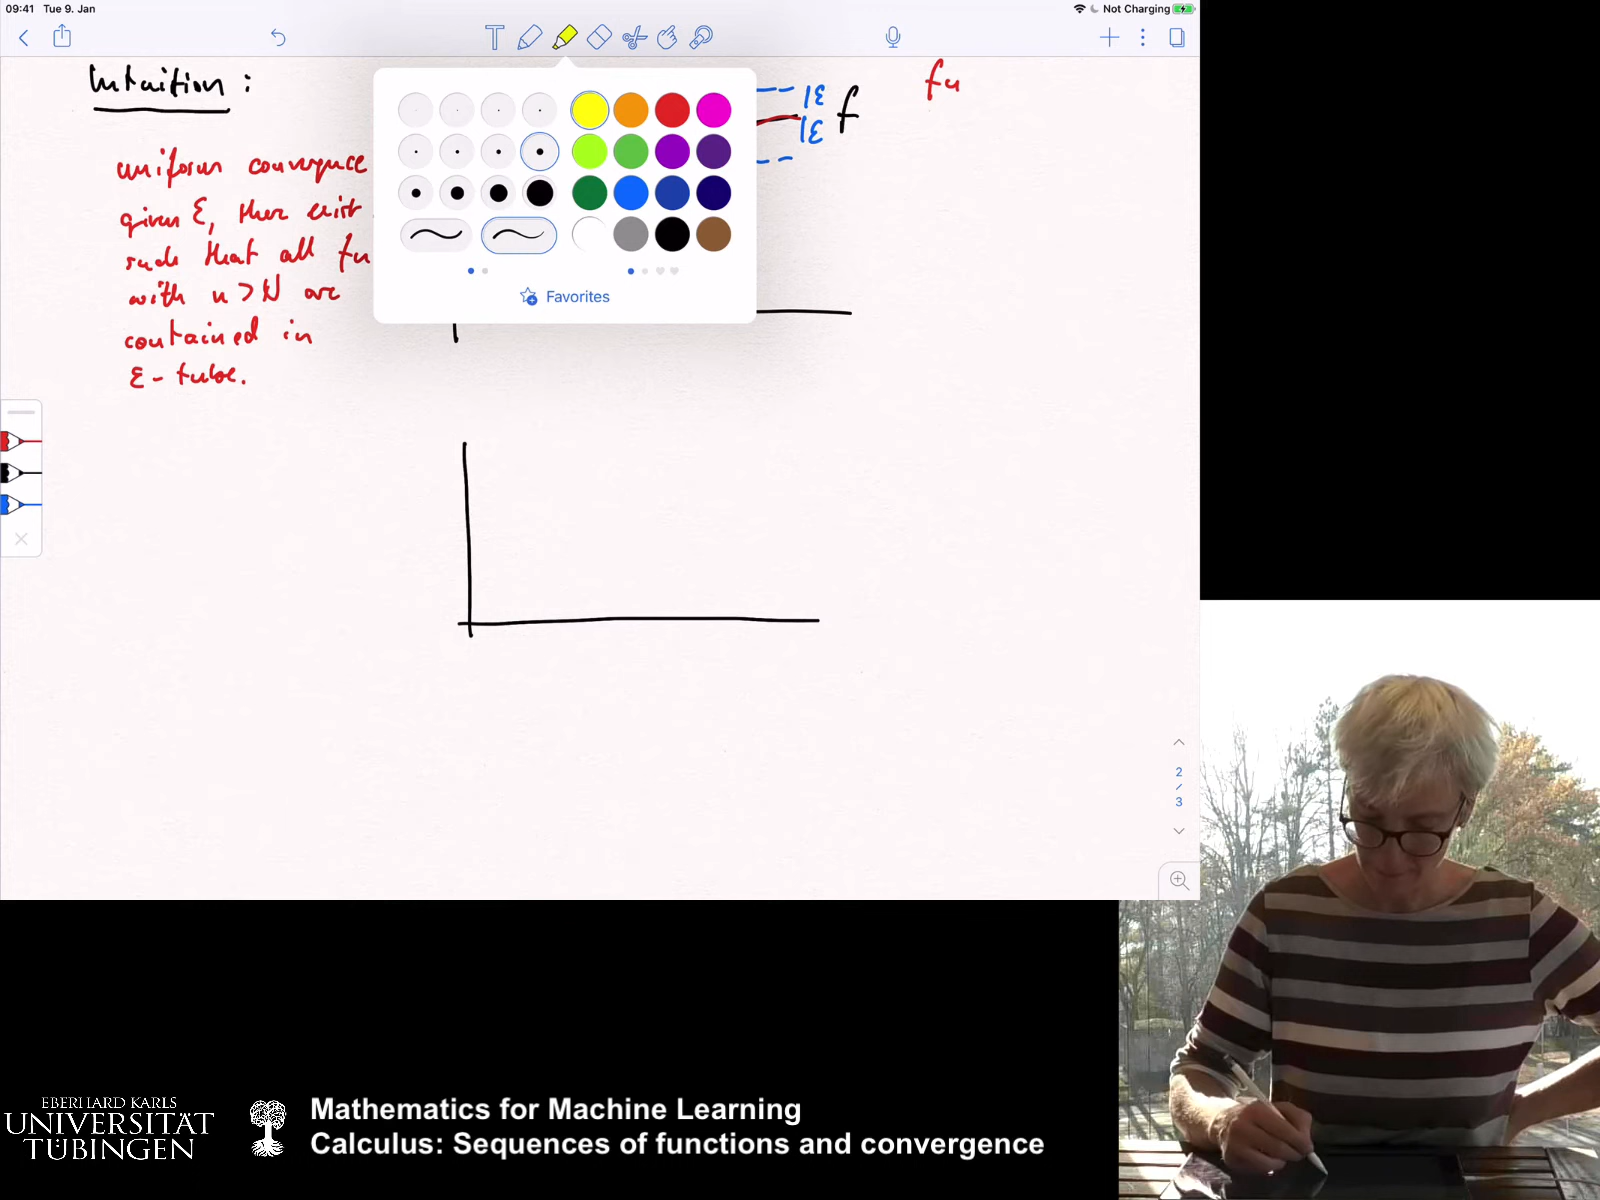 09:41 Tue 9. Jan
Not Charging
Intuition :
uniform convergence
given ε, there exist
such that all fn
with n > N are
contained in
ε - tube.
Favorites
ε
ε
f
fn
2
/
3
EBERHARD KARLS
UNIVERSITÄT
TÜBINGEN
Mathematics for Machine Learning
Calculus: Sequences of functions and convergence